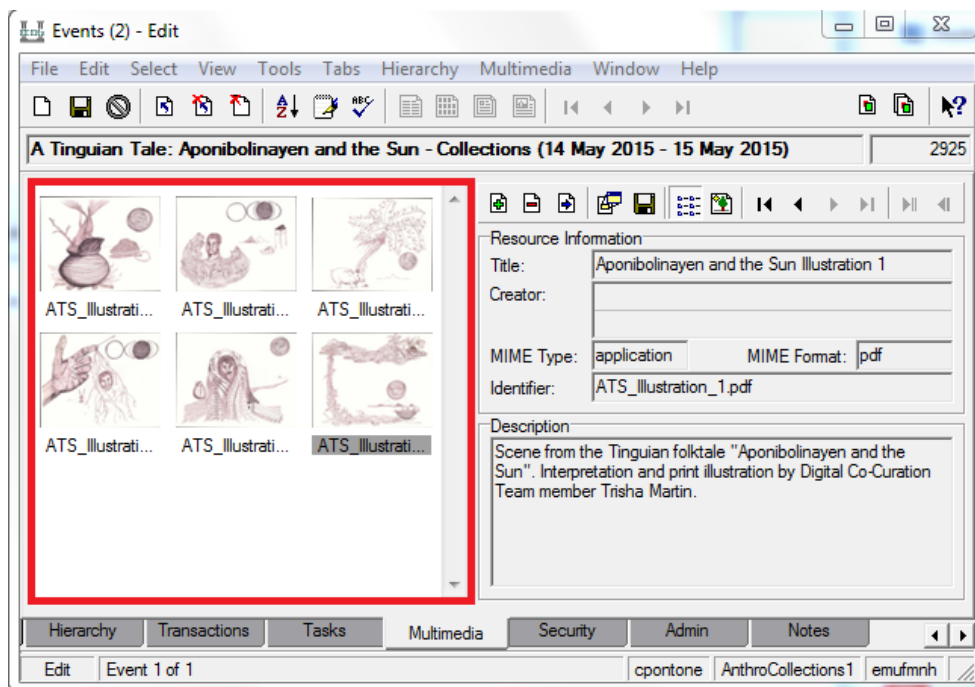 Events (2) - Edit
File Edit Select View Tools Tabs Hierarchy Multimedia Window Help
A Tinguian Tale: Aponibolinayen and the Sun - Collections (14 May 2015 - 15 May 2015) 2925
Resource Information
Title: Aponibolinayen and the Sun Illustration 1
Creator:
MIME Type: application MIME Format: pdf
Identifier: ATS_Illustration_1.pdf
Description
Scene from the Tinguian folktale "Aponibolinayen and the
Sun". Interpretation and print illustration by Digital Co-Curation
Team member Trisha Martin.
ATS_Illustrati... ATS_Illustrati... ATS_Illustrati...
ATS_Illustrati... ATS_Illustrati... ATS_Illustrati...
Hierarchy Transactions Tasks Multimedia Security Admin Notes
Edit Event 1 of 1 cpontone AnthroCollections1 emufmnh